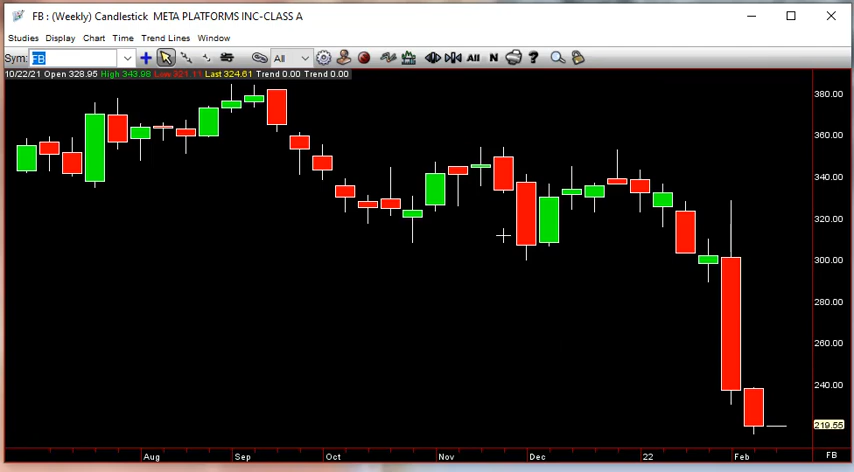 FB : (Weekly) Candlestick  META PLATFORMS INC-CLASS A
Studies Display Chart Time Trend Lines Window
Sym: FB All All N ?
10/22/21 Open 328.95 High 343.98 Low 321.11 Last 324.61 Trend 0.00 Trend 0.00
380.00
360.00
340.00
320.00
300.00
280.00
260.00
240.00
219.55
Aug Sep Oct Nov Dec 22 Feb FB